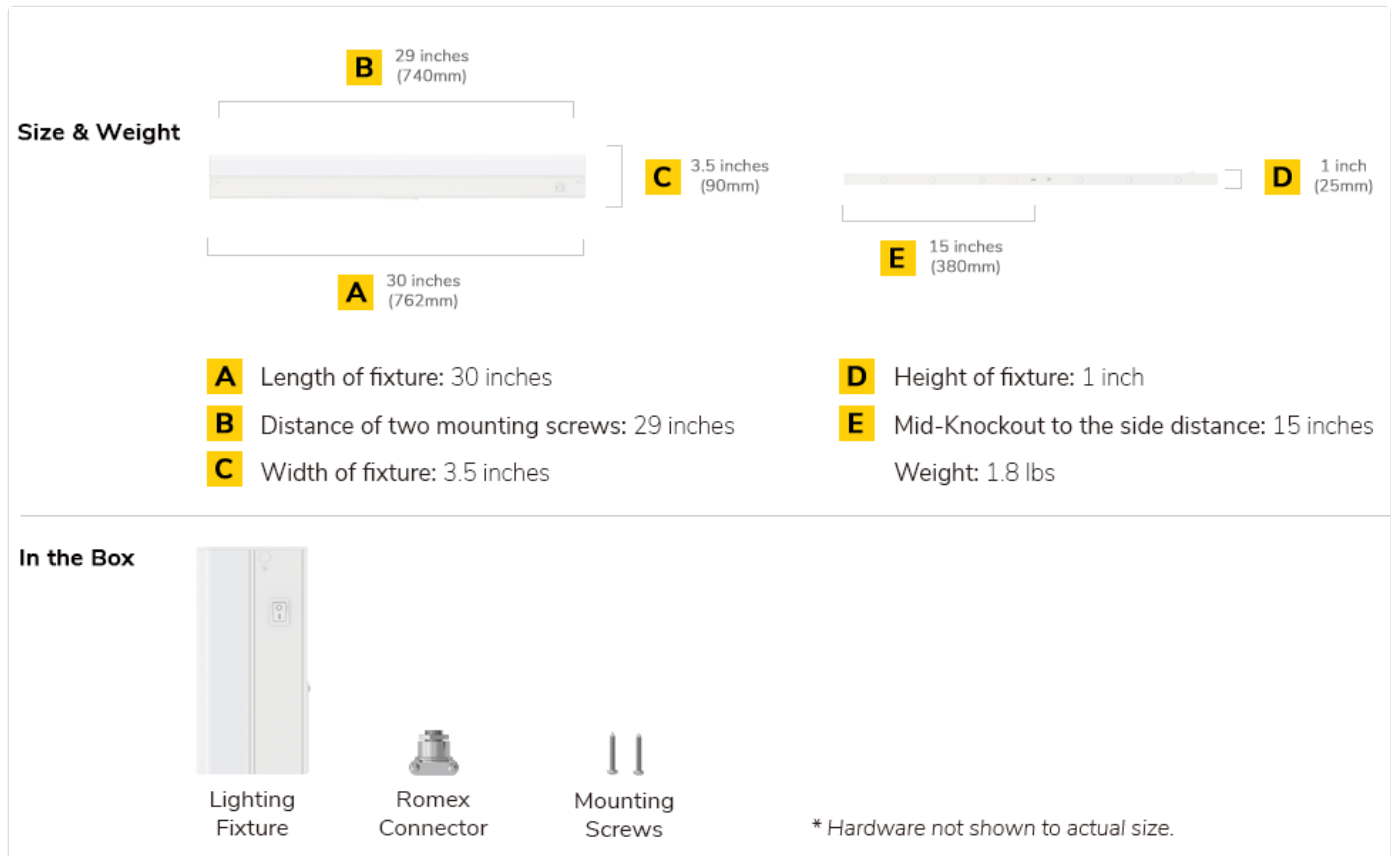 B
29 inches
(740mm)
Size & Weight
C
3.5 inches
(90mm)
D
1 inch
(25mm)
E
15 inches
(380mm)
A
30 inches
(762mm)
A Length of fixture: 30 inches
B Distance of two mounting screws: 29 inches
C Width of fixture: 3.5 inches
D Height of fixture: 1 inch
E Mid-Knockout to the side distance: 15 inches
Weight: 1.8 lbs
In the Box
Lighting
Fixture
Romex
Connector
Mounting
Screws
* Hardware not shown to actual size.